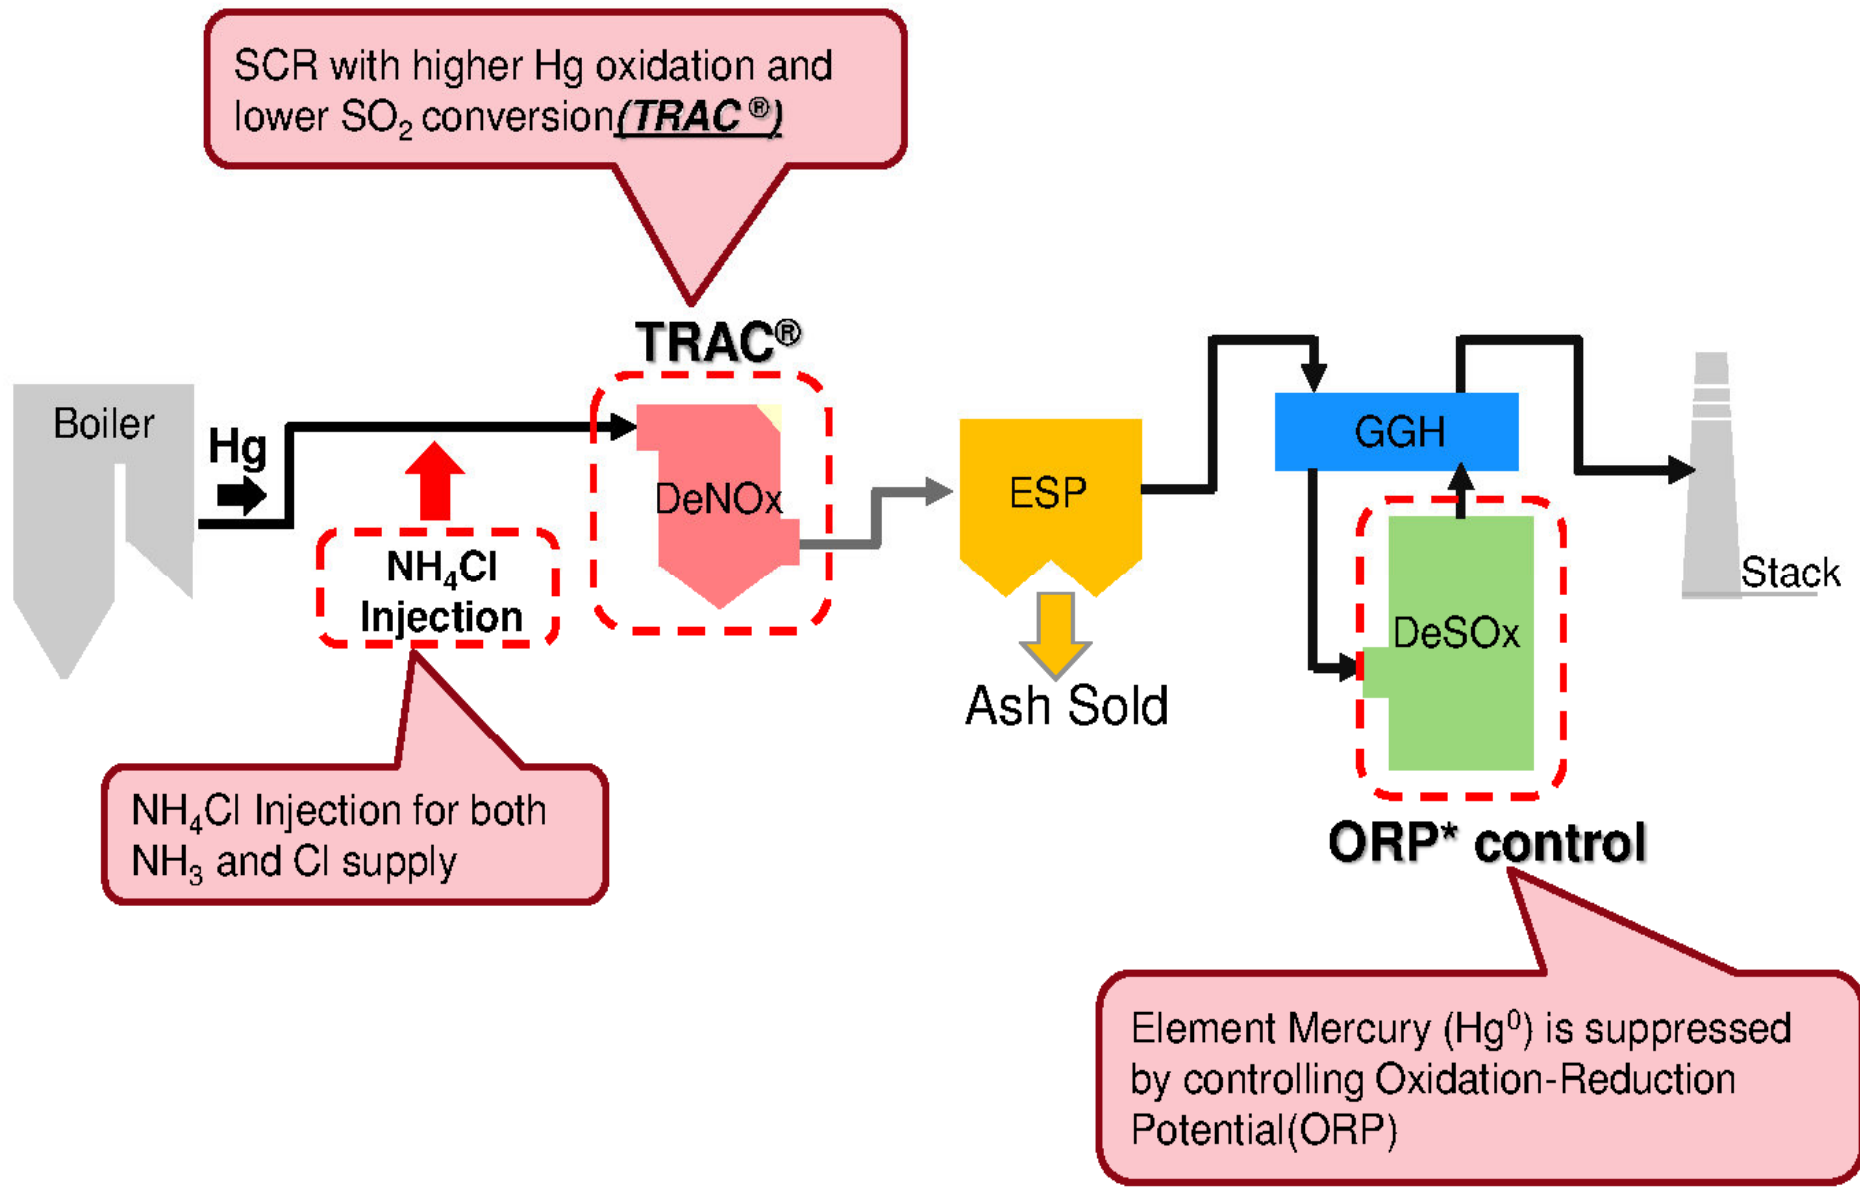 SCR with higher Hg oxidation and
lower SO₂ conversion(TRAC®)
TRAC®
Boiler
Hg
DeNOx
NH₄Cl
Injection
ESP
Ash Sold
GGH
DeSOx
Stack
NH₄Cl Injection for both
NH₃ and Cl supply
ORP* control
Element Mercury (Hg⁰) is suppressed
by controlling Oxidation-Reduction
Potential(ORP)